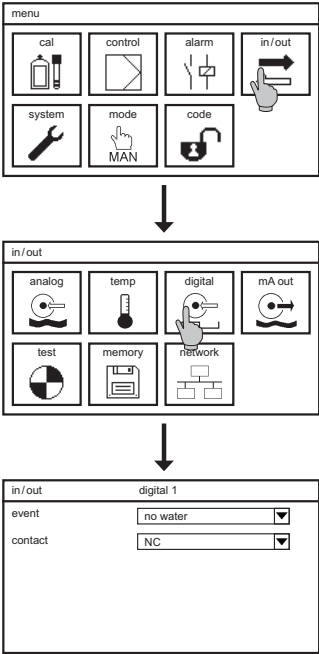 menu
cal control alarm in/out
system mode code
MAN
in/out
analog temp digital mA out
test memory network
in/out digital 1
event no water
contact NC